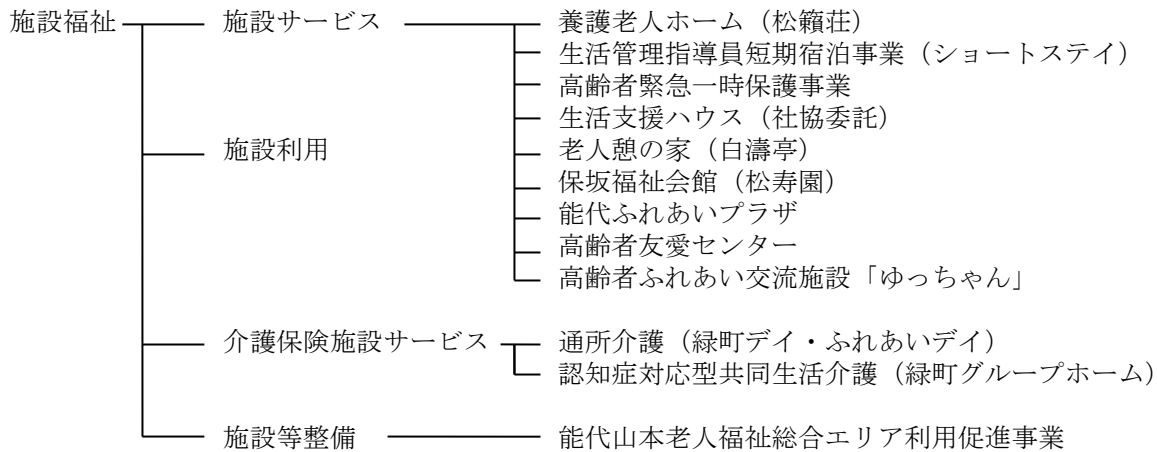 施設福祉 施設サービス 養護老人ホーム（松籟荘）
生活管理指導員短期宿泊事業（ショートステイ）
高齢者緊急一時保護事業
生活支援ハウス（社協委託）
施設利用 老人憩の家（白濤亭）
保坂福祉会館（松寿園）
能代ふれあいプラザ
高齢者友愛センター
高齢者ふれあい交流施設「ゆっちゃん」
介護保険施設サービス 通所介護（緑町デイ・ふれあいデイ）
認知症対応型共同生活介護（緑町グループホーム）
施設等整備 能代山本老人福祉総合エリア利用促進事業